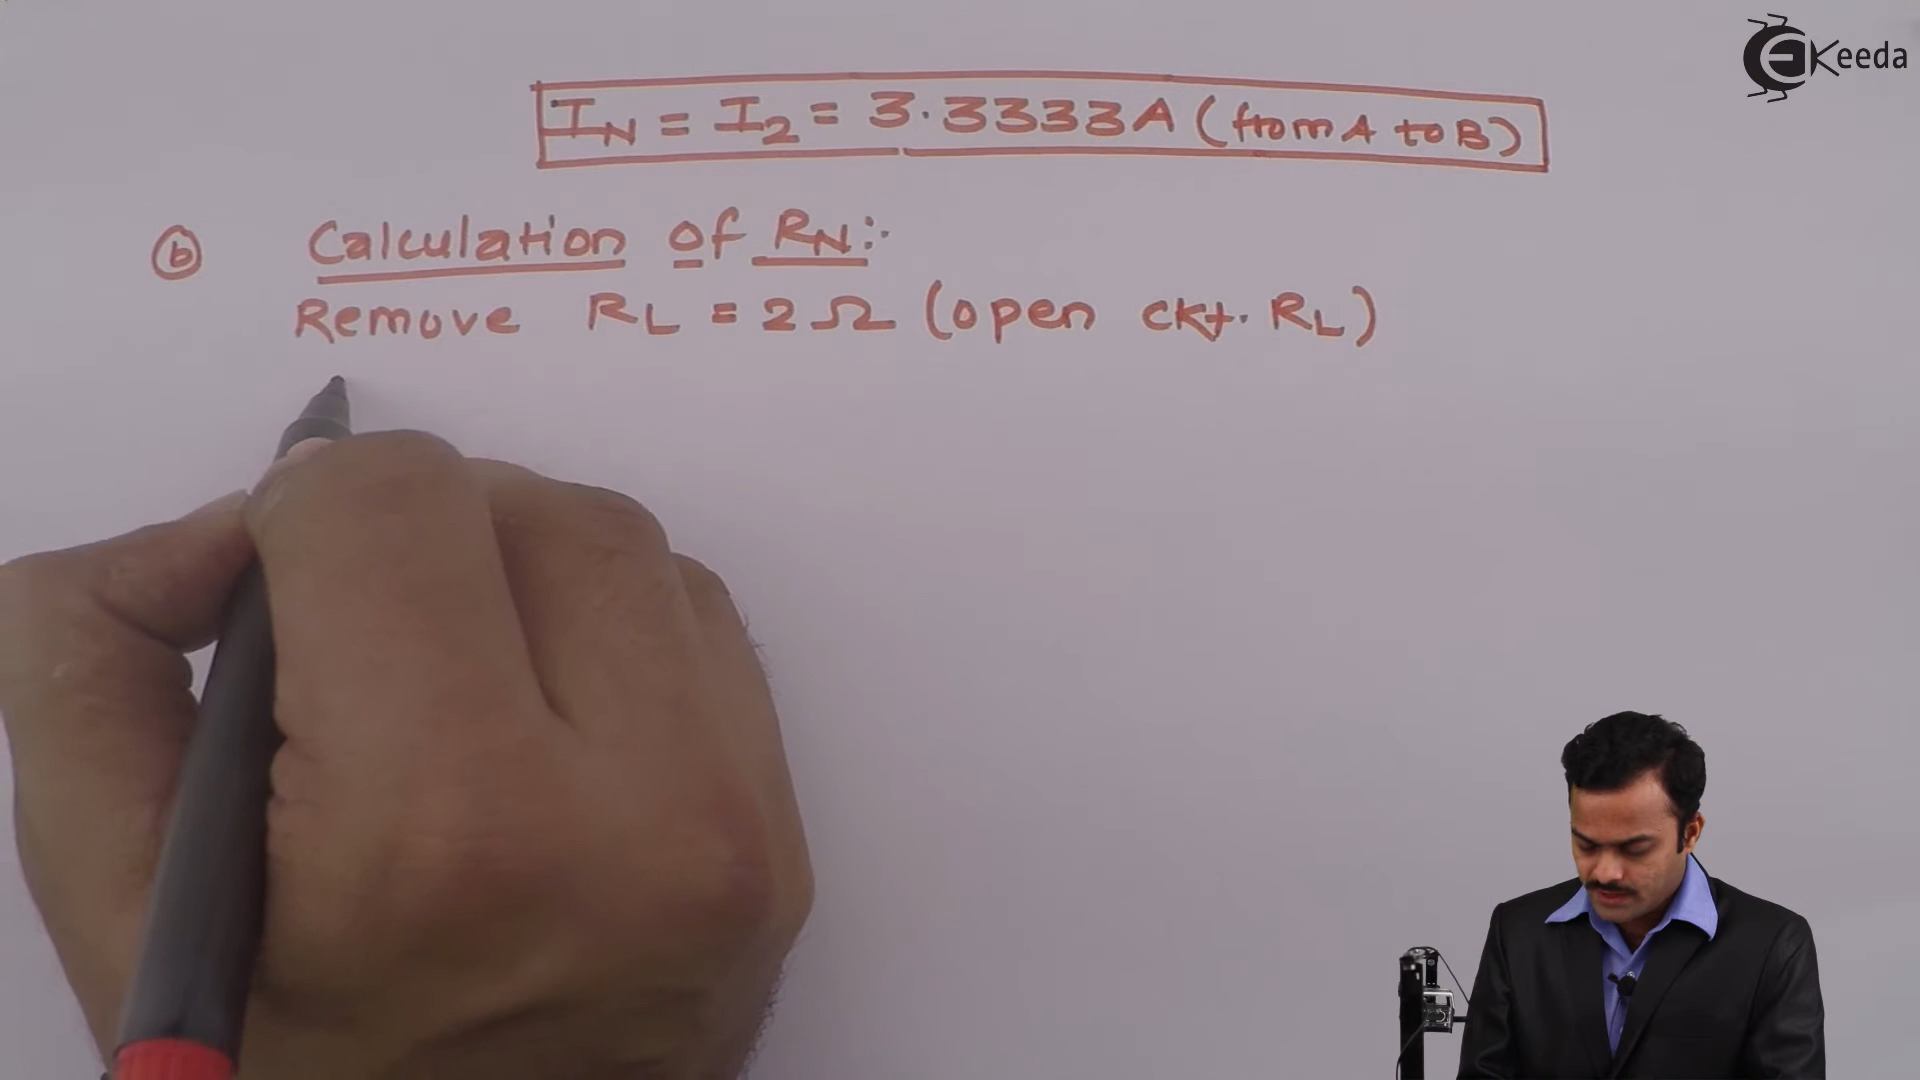 EKeeda
IN = I2 = 3.3333A (from A to B)
b Calculation of RN:-
Remove RL = 2Ω (open ckt. RL)